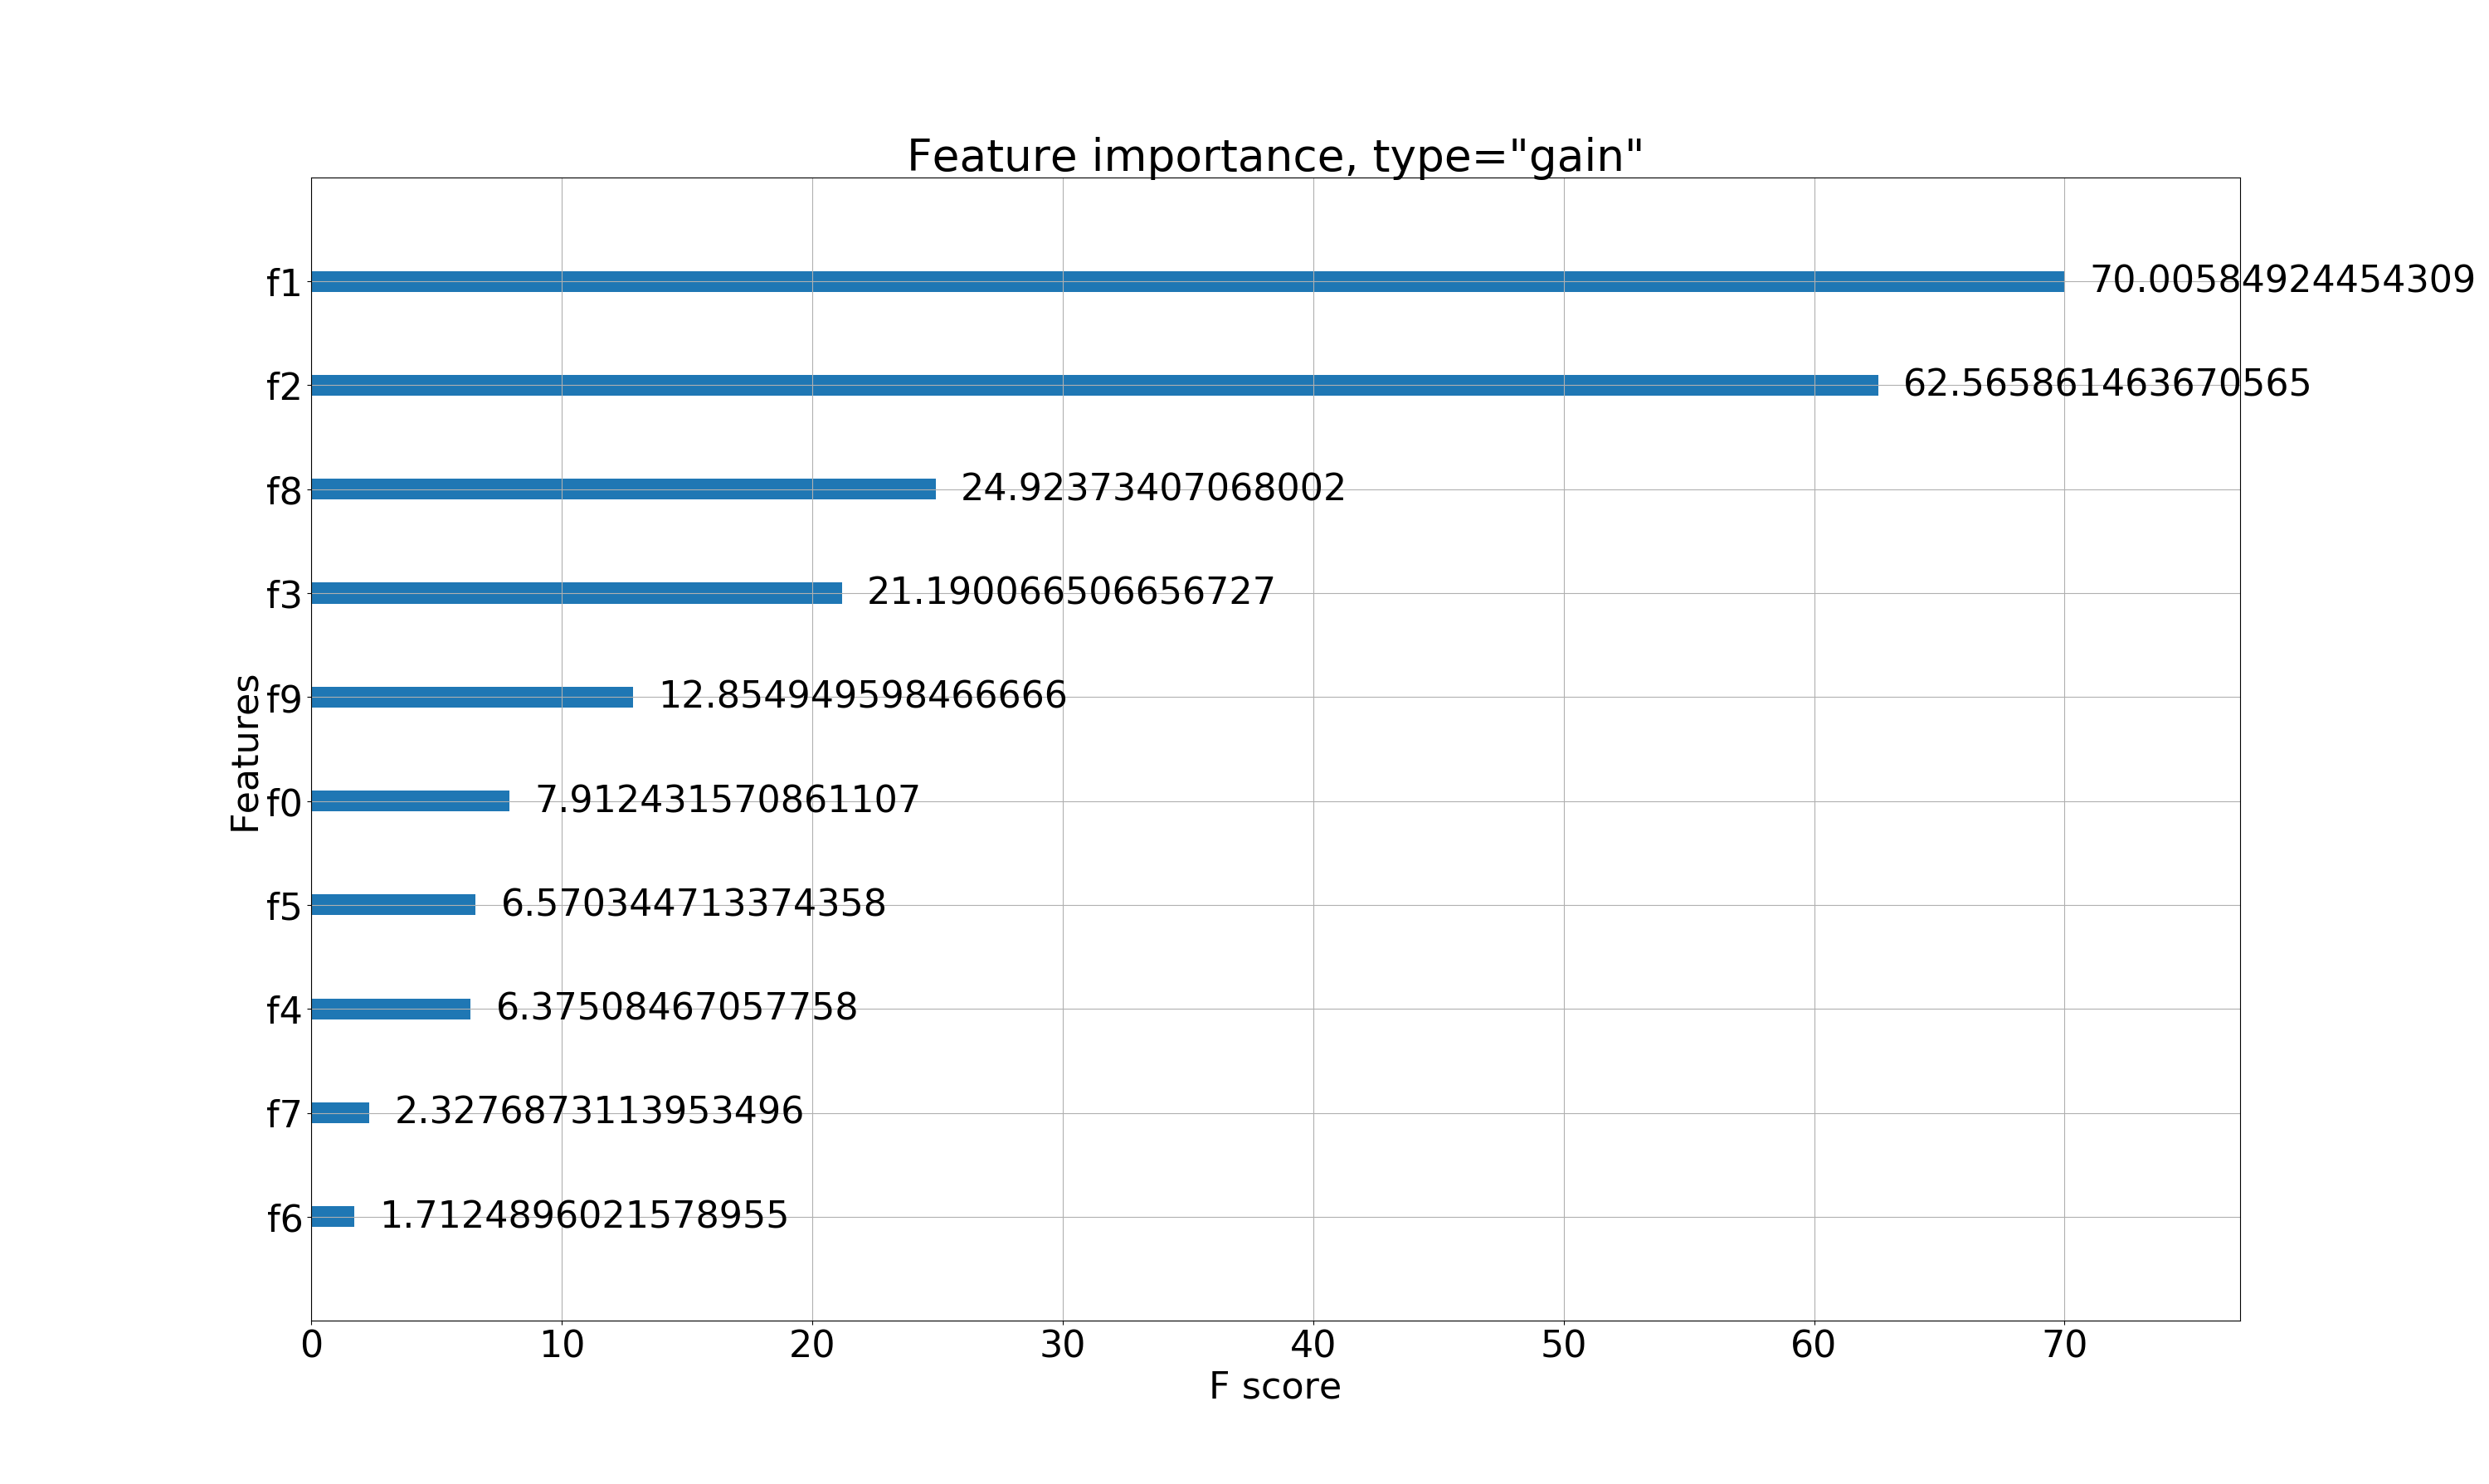 Feature importance, type="gain"
f1 70.00584924454309
f2 62.565861463670565
f8 24.92373407068002
f3 21.190066506656727
f9 12.854949598466666
f0 7.912431570861107
f5 6.570344713374358
f4 6.37508467057758
f7 2.3276873113953496
f6 1.7124896021578955
Features
0 10 20 30 40 50 60 70
F score